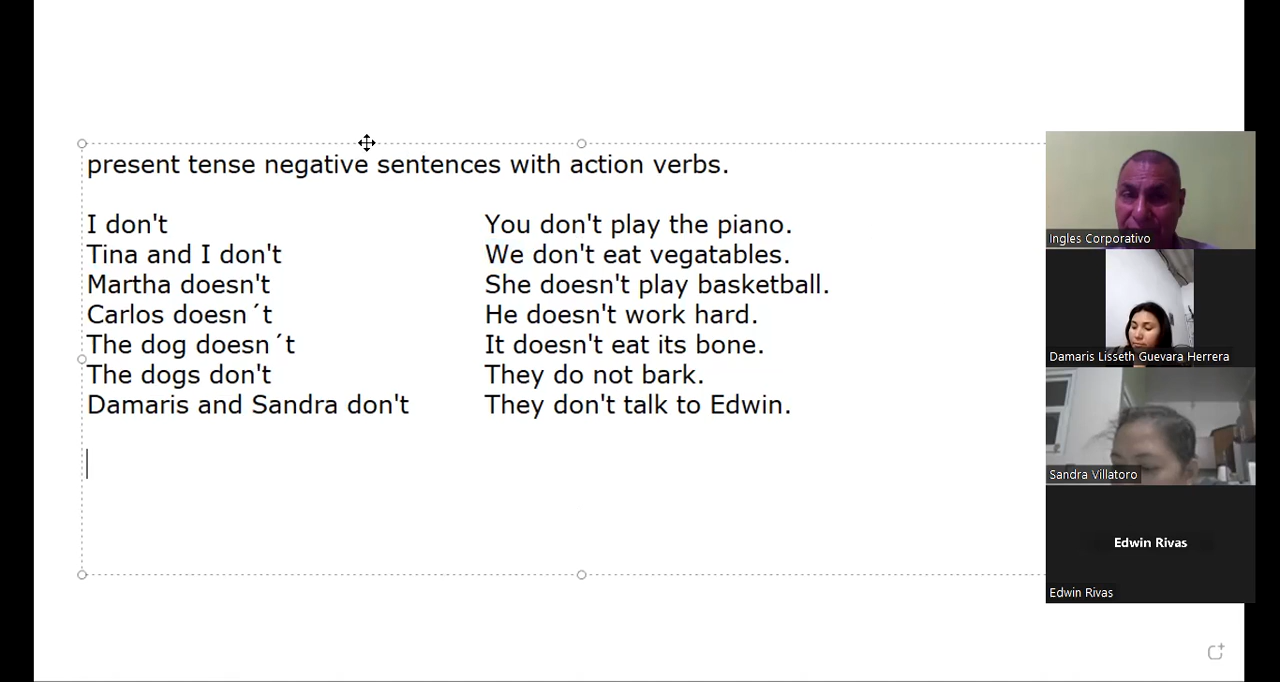 present tense negative sentences with action verbs.
I don't You don't play the piano.
Tina and I don't We don't eat vegatables.
Martha doesn't She doesn't play basketball.
Carlos doesn´t He doesn't work hard.
The dog doesn´t It doesn't eat its bone.
The dogs don't They do not bark.
Damaris and Sandra don't They don't talk to Edwin.
Ingles Corporativo
Damaris Lisseth Guevara Herrera
Sandra Villatoro
Edwin Rivas
Edwin Rivas